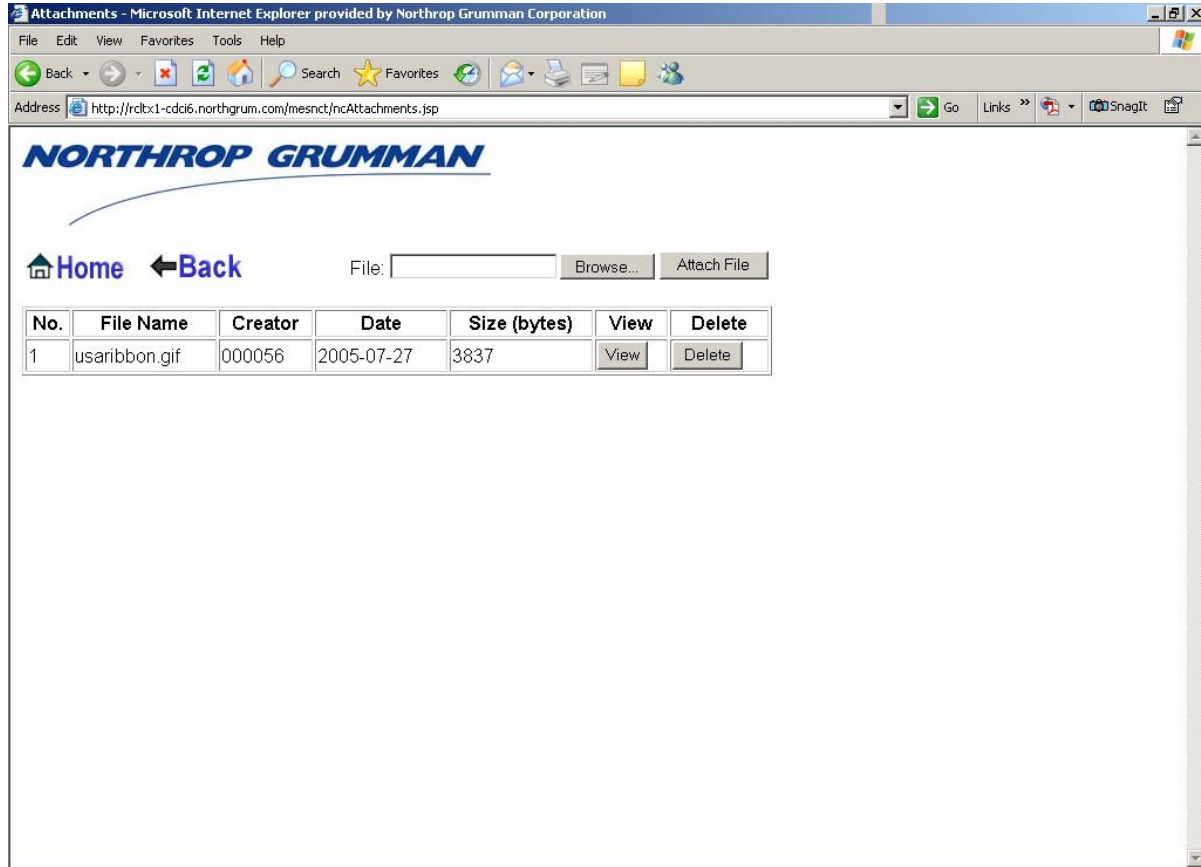 Attachments - Microsoft Internet Explorer provided by Northrop Grumman Corporation
File Edit View Favorites Tools Help
Back Search Favorites
Address http://rcltx1-cdci6.northgrum.com/mesnct/ncAttachments.jsp Go Links » SnagIt
NORTHROP GRUMMAN
Home Back File: Browse... Attach File
No. File Name Creator Date Size (bytes) View Delete
1 usaribbon.gif 000056 2005-07-27 3837 View Delete